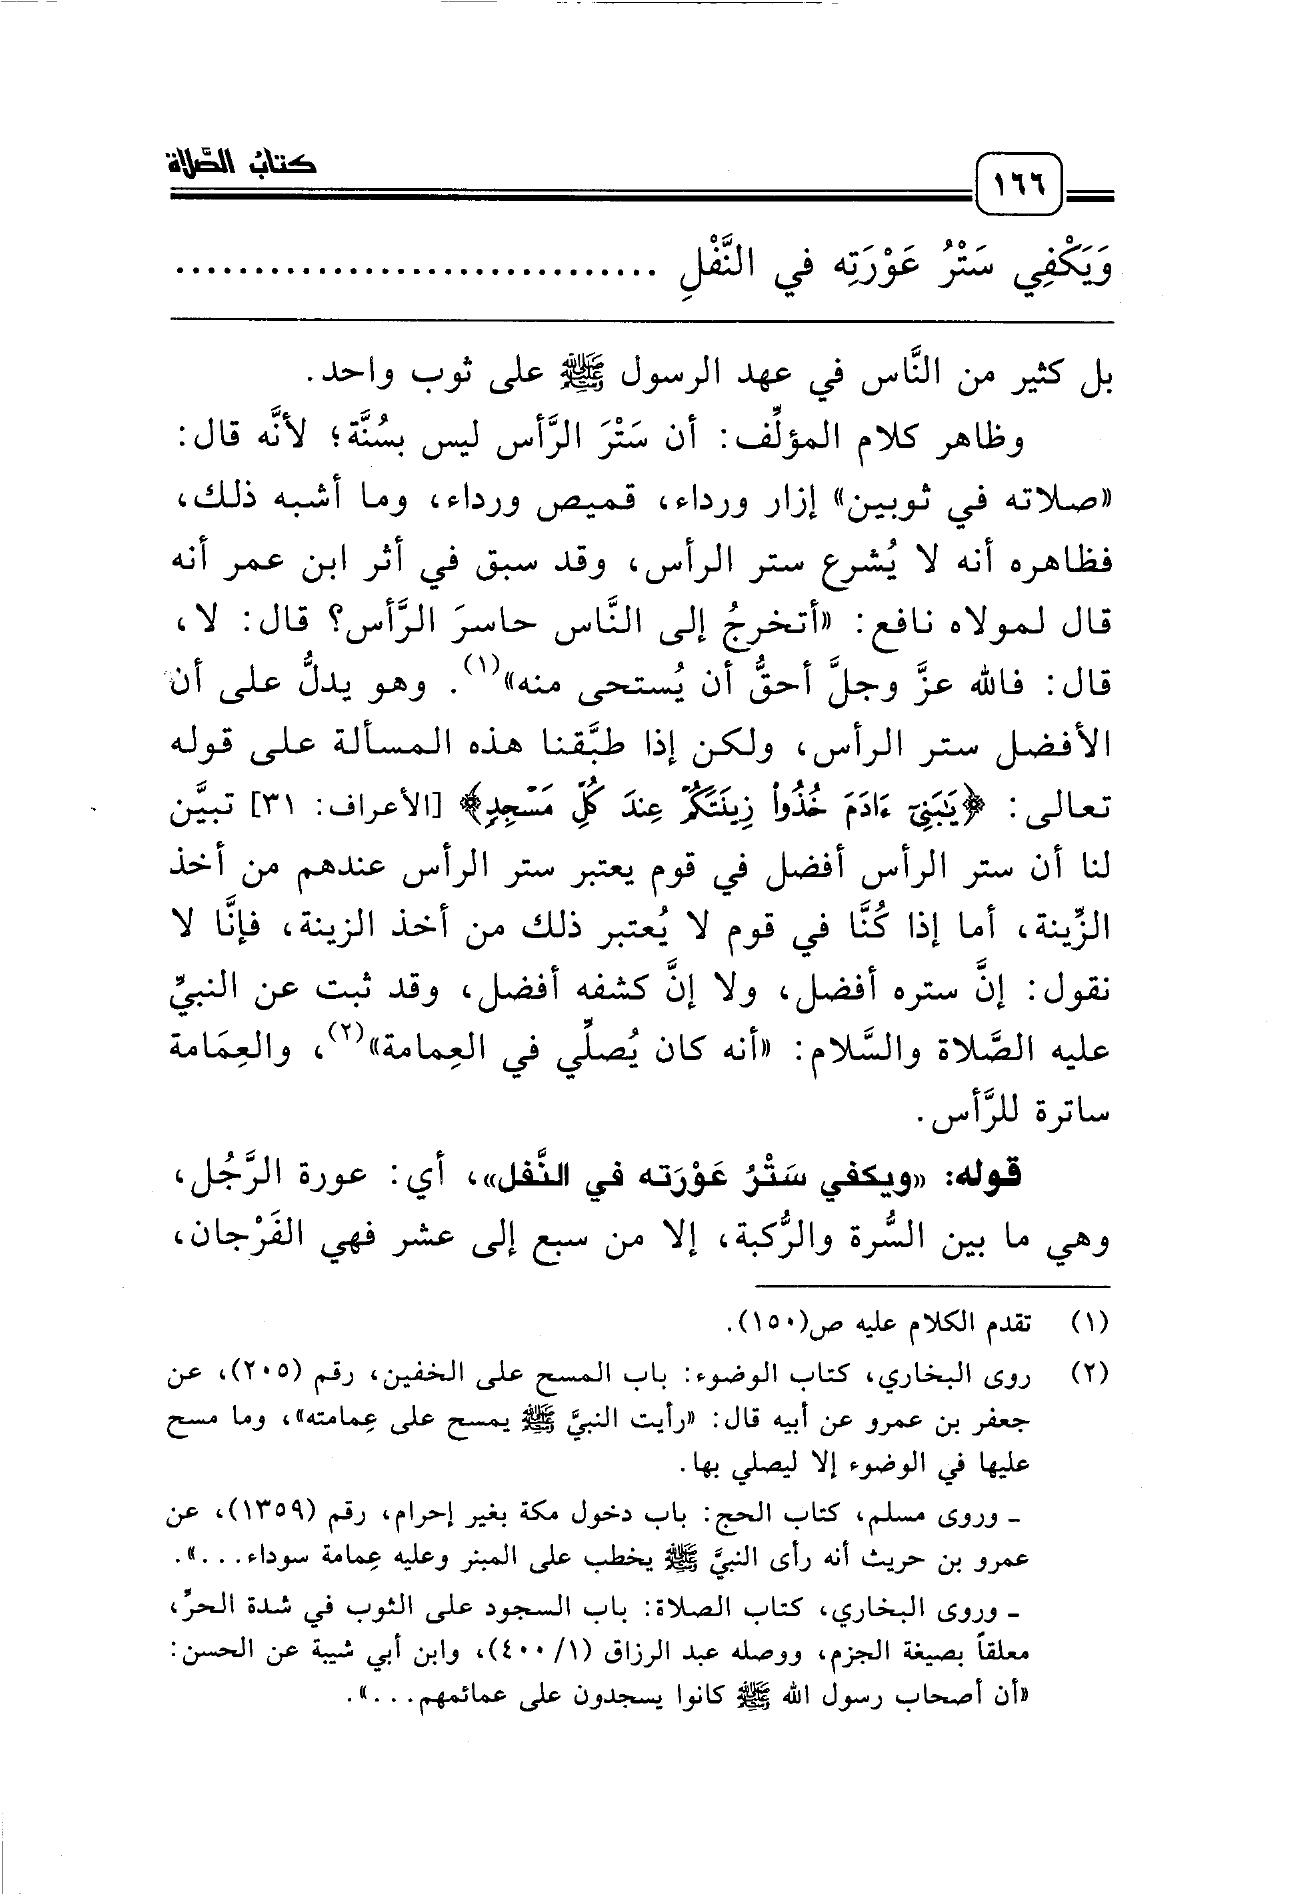 كتاب الصَّلاة
١٦٦
وَيَكْفِي سَتْرُ عَوْرَتِه في النَّفْلِ ...............................
بل كثير من النَّاس في عهد الرسول ﷺ على ثوب واحد.
وظاهر كلام المؤلِّف: أن سَتْرَ الرَّأس ليس بسُنَّة؛ لأنَّه قال:
«صلاته في ثوبين» إزار ورداء، قميص ورداء، وما أشبه ذلك،
فظاهره أنه لا يُشرع ستر الرأس، وقد سبق في أثر ابن عمر أنه
قال لمولاه نافع: «أتخرجُ إلى النَّاس حاسرَ الرَّأس؟ قال: لا،
قال: فالله عزَّ وجلَّ أحقُّ أن يُستحى منه»(١). وهو يدلُّ على أن
الأفضل ستر الرأس، ولكن إذا طبَّقنا هذه المسألة على قوله
تعالى: ﴿يَٰبَنِيٓ ءَادَمَ خُذُواْ زِينَتَكُمۡ عِندَ كُلِّ مَسۡجِدٖ﴾ [الأعراف: ٣١] تبيَّن
لنا أن ستر الرأس أفضل في قوم يعتبر ستر الرأس عندهم من أخذ
الزِّينة، أما إذا كُنَّا في قوم لا يُعتبر ذلك من أخذ الزينة، فإنَّا لا
نقول: إنَّ ستره أفضل، ولا إنَّ كشفه أفضل، وقد ثبت عن النبيِّ
عليه الصَّلاة والسَّلام: «أنه كان يُصلِّي في العِمامة»(٢)، والعِمَامة
ساترة للرَّأس.
قوله: «ويكفي سَتْرُ عَوْرَته في النَّفل»، أي: عورة الرَّجُل،
وهي ما بين السُّرة والرُّكبة، إلا من سبع إلى عشر فهي الفَرْجان،
(١) تقدم الكلام عليه ص(١٥٠).
(٢) روى البخاري، كتاب الوضوء: باب المسح على الخفين، رقم (٢٠٥)، عن
جعفر بن عمرو عن أبيه قال: «رأيت النبيَّ ﷺ يمسح على عِمامته»، وما مسح
عليها في الوضوء إلا ليصلي بها.
ـ وروى مسلم، كتاب الحج: باب دخول مكة بغير إحرام، رقم (١٣٥٩)، عن
عمرو بن حريث أنه رأى النبيَّ ﷺ يخطب على المبنر وعليه عِمامة سوداء...».
ـ وروى البخاري، كتاب الصلاة: باب السجود على الثوب في شدة الحرِّ،
معلقاً بصيغة الجزم، ووصله عبد الرزاق (١/ ٤٠٠)، وابن أبي شيبة عن الحسن:
«أن أصحاب رسول الله ﷺ كانوا يسجدون على عمائمهم...».